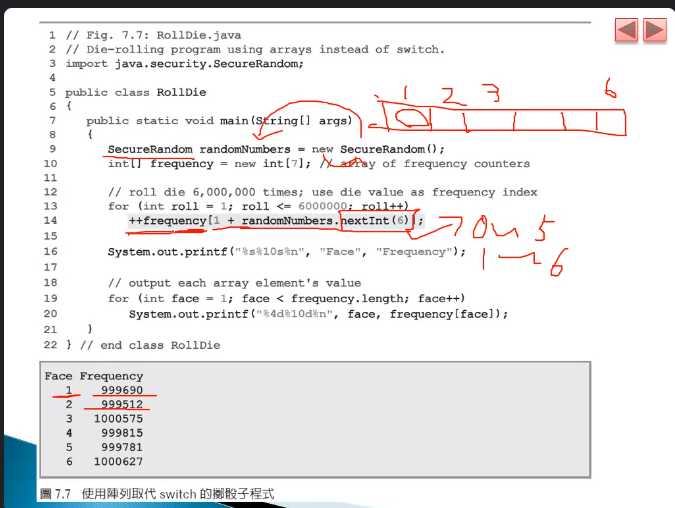 1 // Fig. 7.7: RollDie.java
2 // Die-rolling program using arrays instead of switch.
3 import java.security.SecureRandom;
4
5 public class RollDie
6 {
7 public static void main(String[] args)
8 {
9 SecureRandom randomNumbers = new SecureRandom();
10 int[] frequency = new int[7]; // array of frequency counters
11
12 // roll die 6,000,000 times; use die value as frequency index
13 for (int roll = 1; roll <= 6000000; roll++)
14 ++frequency[1 + randomNumbers.nextInt(6)];
15
16 System.out.printf("%s%10s%n", "Face", "Frequency");
17
18 // output each array element's value
19 for (int face = 1; face < frequency.length; face++)
20 System.out.printf("%4d%10d%n", face, frequency[face]);
21 }
22 } // end class RollDie
1 2 3 6
0~5
1~6
Face Frequency
1 999690
2 999512
3 1000575
4 999815
5 999781
6 1000627
圖 7.7 使用陣列取代 switch 的擲骰子程式